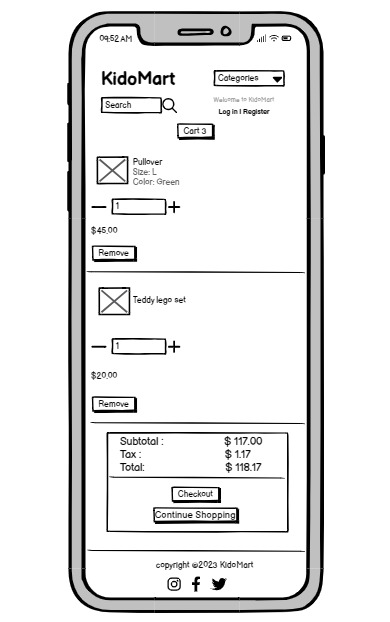 09:52 AM
KidoMart
Categories
Search
Welcome to KidoMart
Log in I Register
Cart 3
Pullover
Size: L
Color: Green
1
$45.00
Remove
Teddy lego set
1
$20.00
Remove
Subtotal : $ 117.00
Tax : $ 1.17
Total: $ 118.17
Checkout
Continue Shopping
copyright ©2023 KidoMart